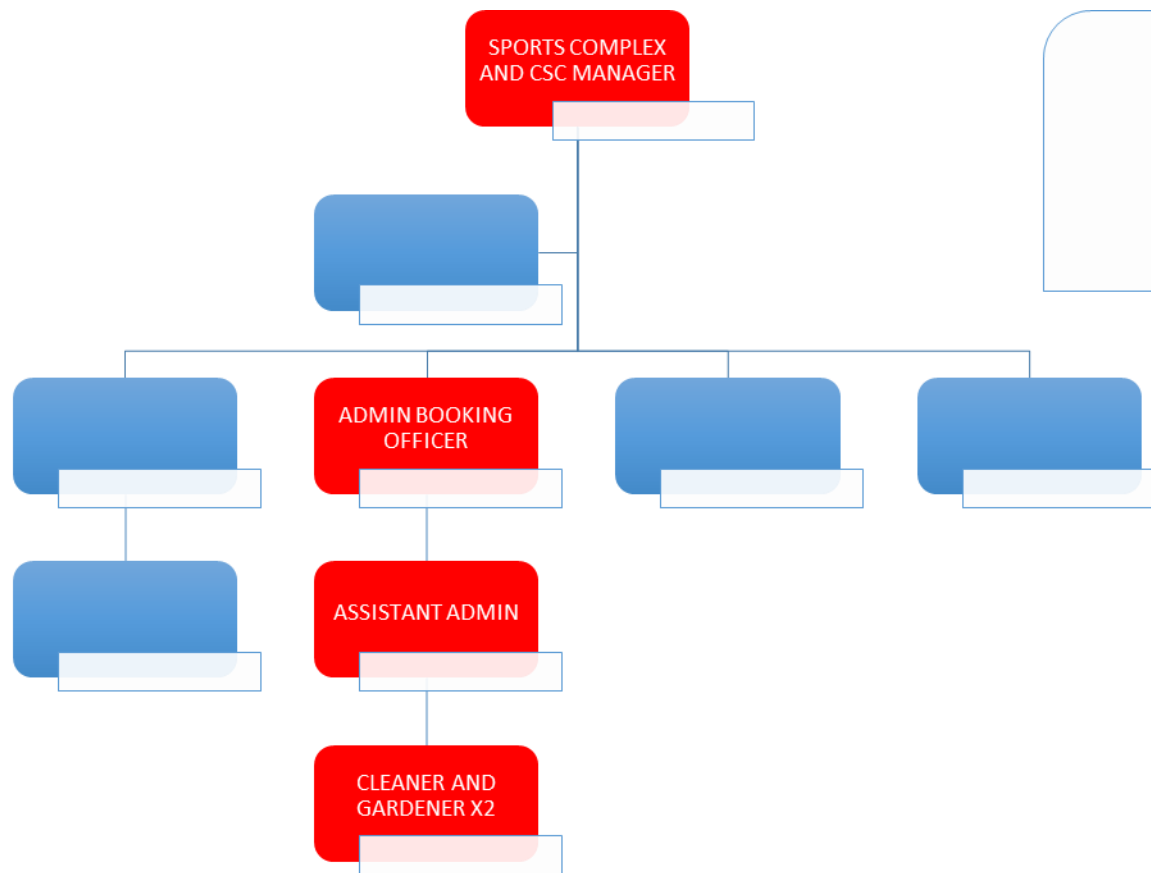 SPORTS COMPLEX
AND CSC MANAGER
ADMIN BOOKING
OFFICER
ASSISTANT ADMIN
CLEANER AND
GARDENER X2